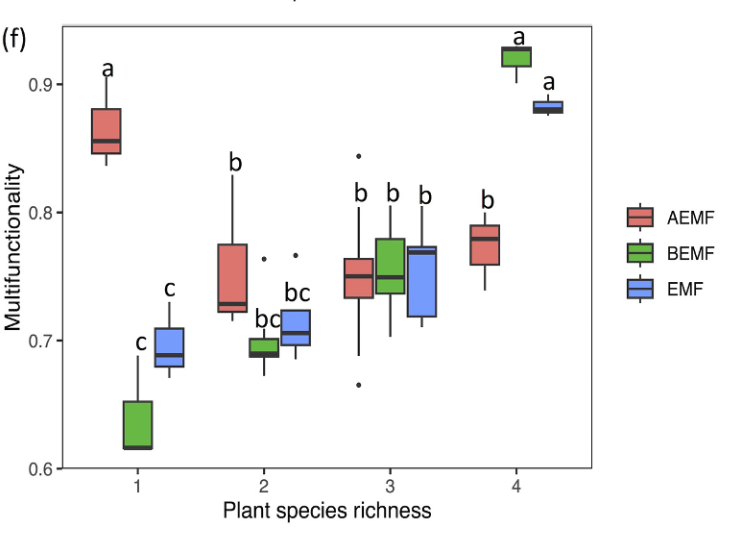 (f)
Multifunctionality
0.9
0.8
0.7
0.6
a
c
c
b
bc
bc
b
b
b
b
a
a
1
2
3
4
Plant species richness
AEMF
BEMF
EMF